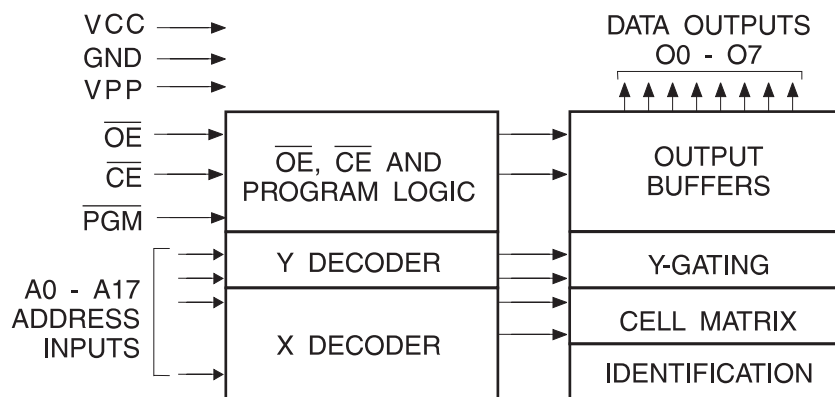 VCC
GND
VPP
OE
CE
PGM
A0 - A17
ADDRESS
INPUTS
OE, CE AND
PROGRAM LOGIC
Y DECODER
X DECODER
DATA OUTPUTS
O0 - O7
OUTPUT
BUFFERS
Y-GATING
CELL MATRIX
IDENTIFICATION